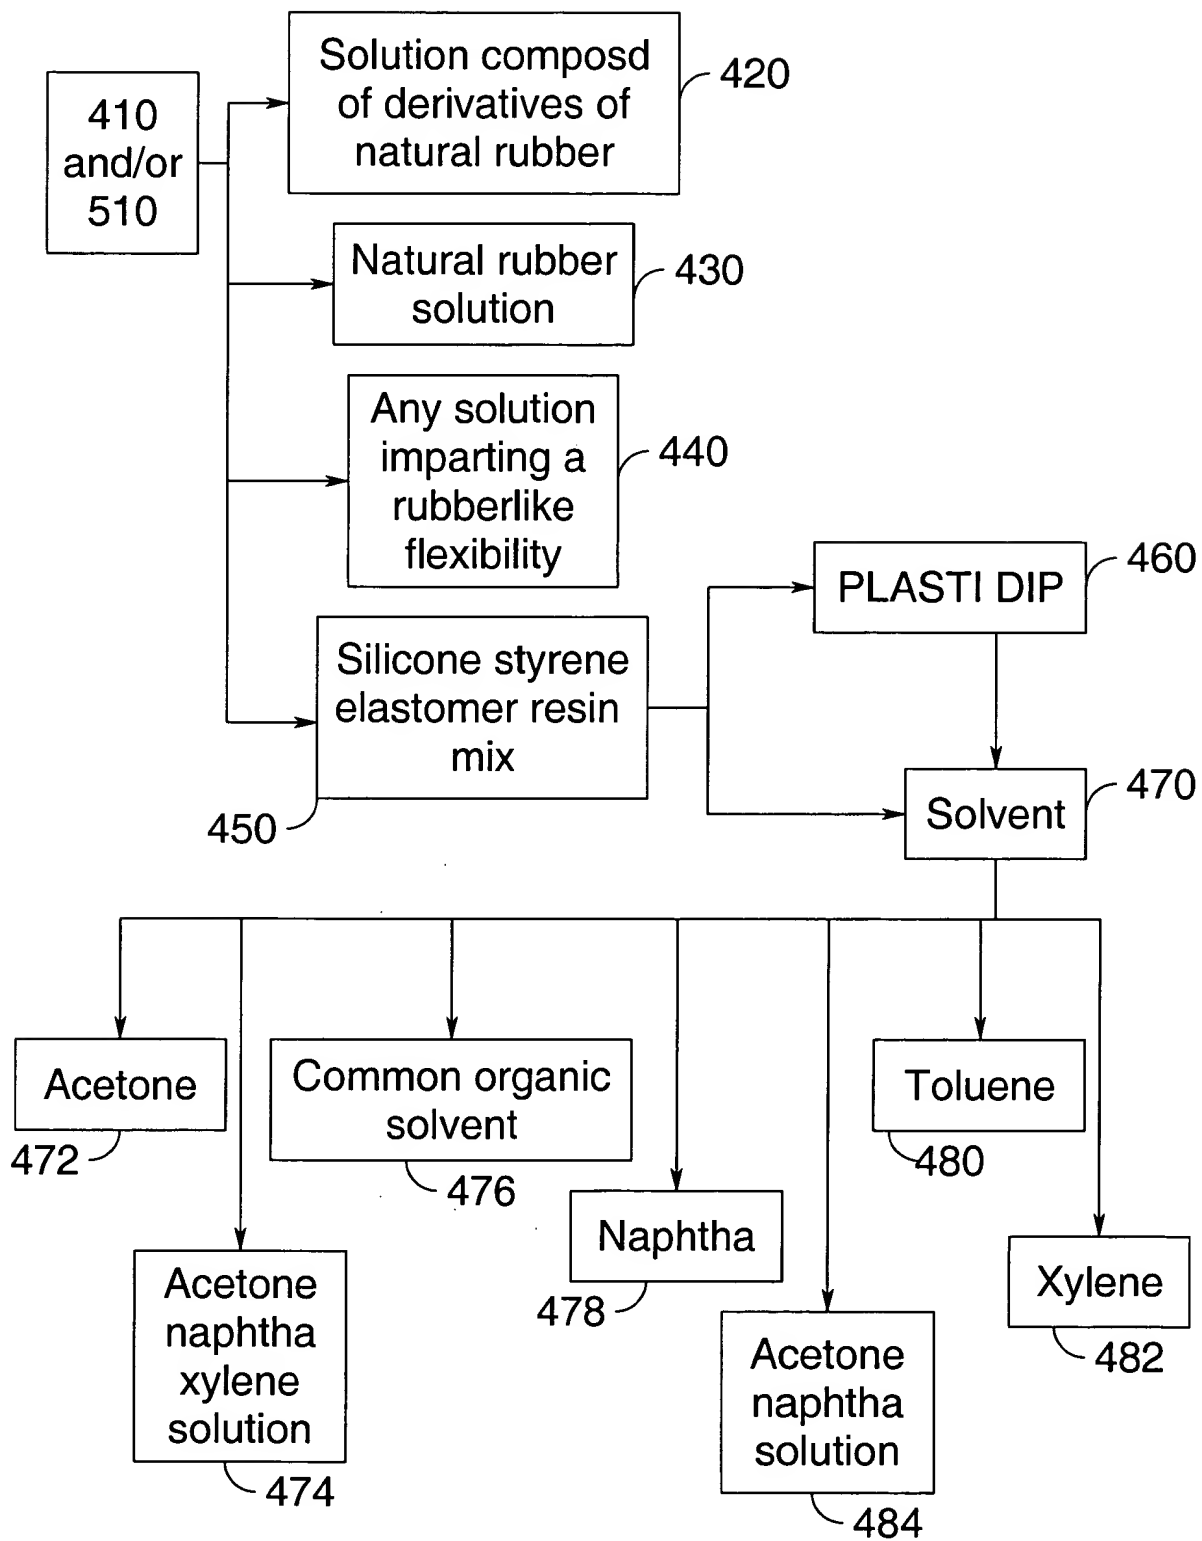 Solution composd
of derivatives of
natural rubber
420
410
and/or
510
Natural rubber
solution
430
Any solution
imparting a
rubberlike
flexibility
440
PLASTI DIP
460
Silicone styrene
elastomer resin
mix
450
Solvent
470
Acetone
472
Common organic
solvent
476
Toluene
480
Naphtha
478
Xylene
482
Acetone
naphtha
xylene
solution
474
Acetone
naphtha
solution
484